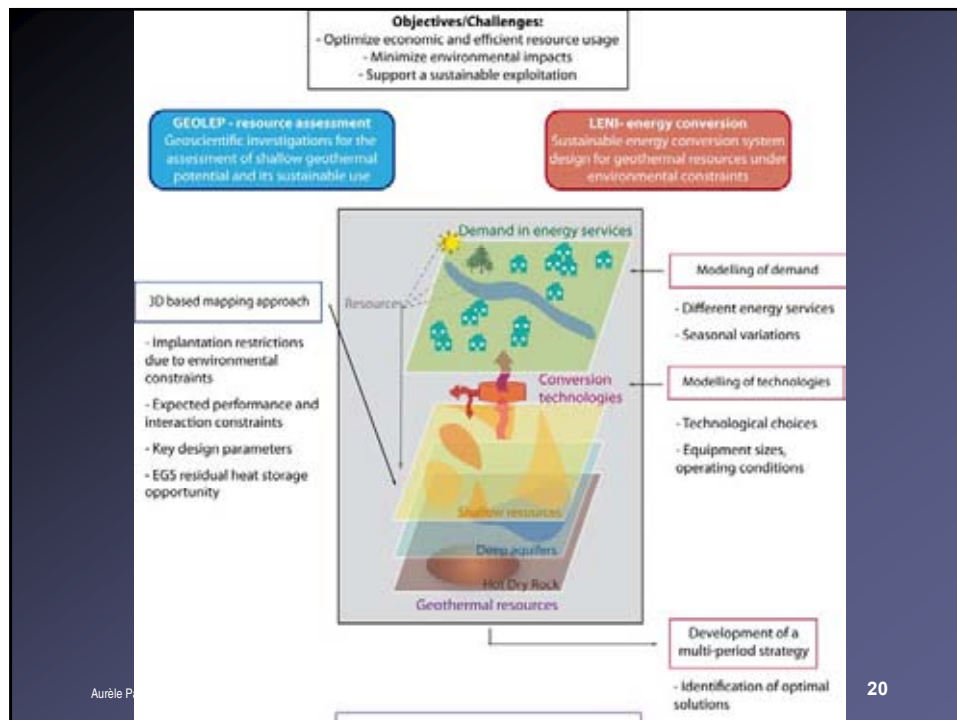 Objectives/Challenges:
- Optimize economic and efficient resource usage
- Minimize environmental impacts
- Support a sustainable exploitation
GEOLEP - resource assessment
Geoscientific investigations for the
assessment of shallow geothermal
potential and its sustainable use
LENI- energy conversion
Sustainable energy conversion system
design for geothermal resources under
environmental constraints
Demand in energy services
Resources
3D based mapping approach
- Implantation restrictions
due to environmental
constraints
- Expected performance and
interaction constraints
- Key design parameters
- EGS residual heat storage
opportunity
Conversion
technologies
Shallow resources
Deep aquifers
Hot Dry Rock
Geothermal resources
Modelling of demand
- Different energy services
- Seasonal variations
Modelling of technologies
- Technological choices
- Equipment sizes,
operating conditions
Development of a
multi-period strategy
- Identification of optimal
solutions
Aurèle
20